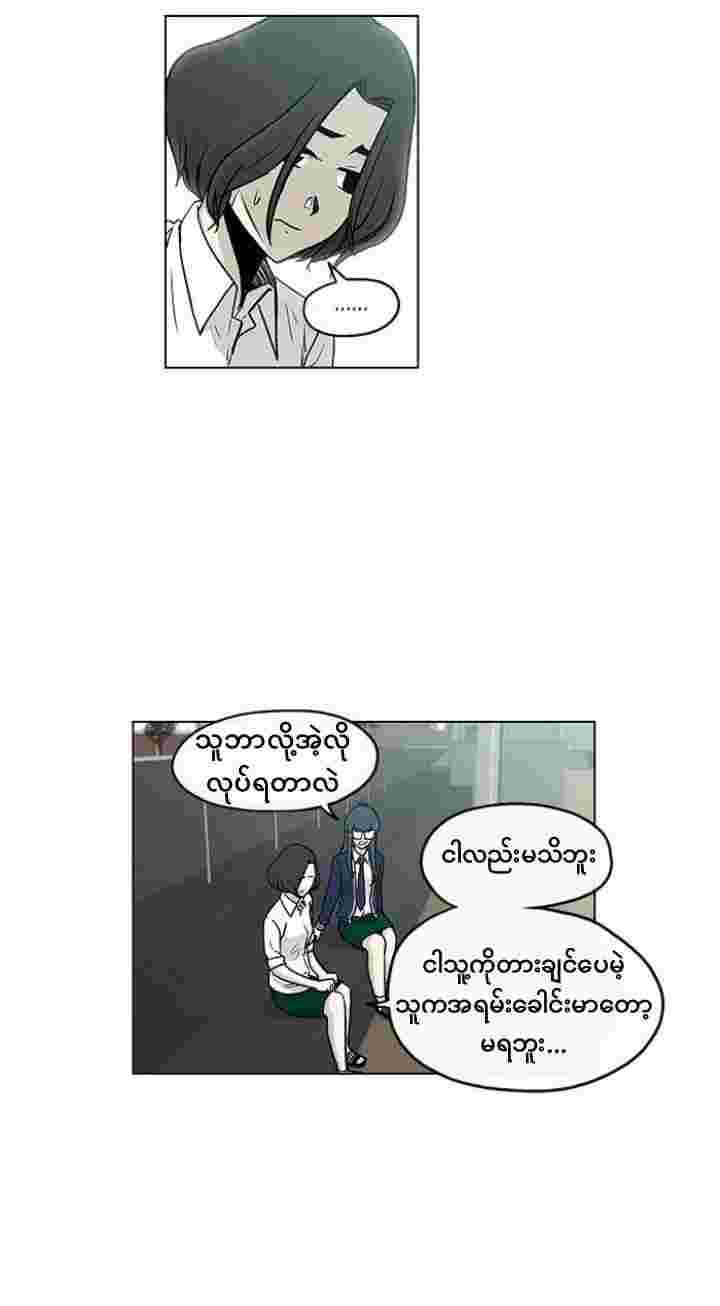 ......
သူဘာလို့အဲ့လို
လုပ်ရတာလဲ
ငါလည်းမသိဘူး
ငါသူ့ကိုတားချင်ပေမဲ့
သူကအရမ်းခေါင်းမာတော့
မရဘူး...